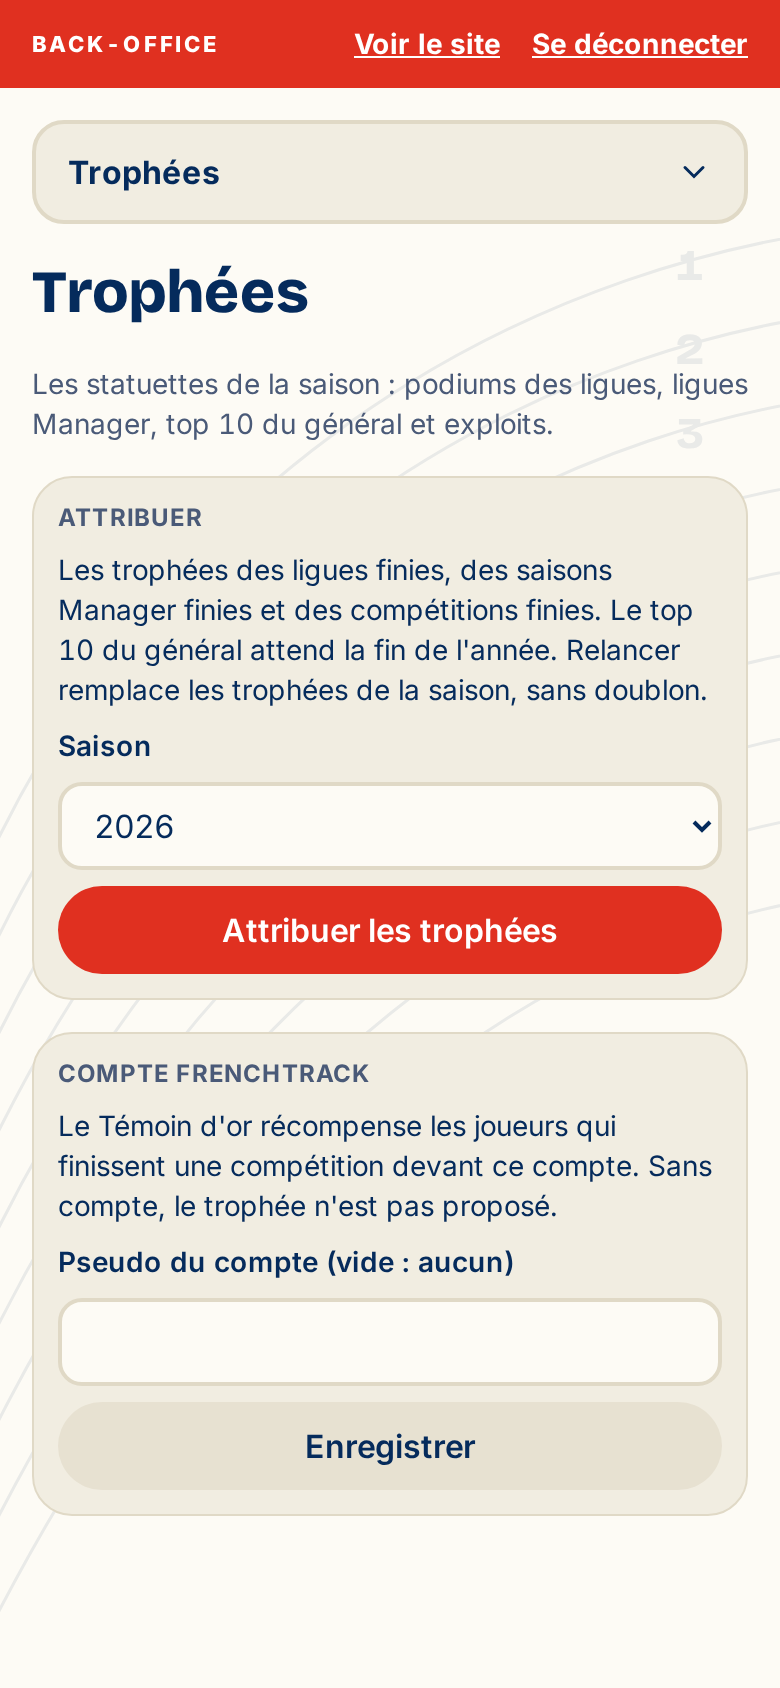 BACK-OFFICE
Voir le site
Se déconnecter
Trophées
Trophées
1
2
3
Les statuettes de la saison : podiums des ligues, ligues
Manager, top 10 du général et exploits.
ATTRIBUER
Les trophées des ligues finies, des saisons
Manager finies et des compétitions finies. Le top
10 du général attend la fin de l'année. Relancer
remplace les trophées de la saison, sans doublon.
Saison
2026
Attribuer les trophées
COMPTE FRENCHTRACK
Le Témoin d'or récompense les joueurs qui
finissent une compétition devant ce compte. Sans
compte, le trophée n'est pas proposé.
Pseudo du compte (vide : aucun)
Enregistrer